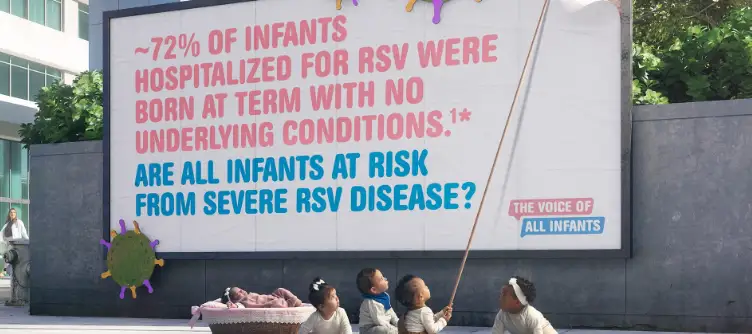 ~72% OF INFANTS
HOSPITALIZED FOR RSV WERE
BORN AT TERM WITH NO
UNDERLYING CONDITIONS.¹*
ARE ALL INFANTS AT RISK
FROM SEVERE RSV DISEASE?
THE VOICE OF
ALL INFANTS